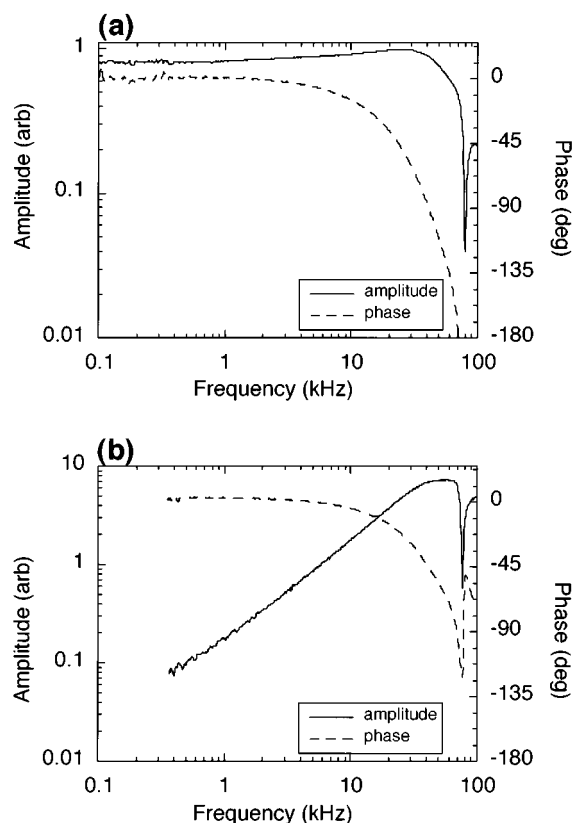 (a)
1
0.1
0.01
Amplitude (arb)
0
-45
-90
-135
-180
Phase (deg)
amplitude
phase
0.1 1 10 100
Frequency (kHz)
(b)
10
1
0.1
0.01
Amplitude (arb)
0
-45
-90
-135
-180
Phase (deg)
amplitude
phase
0.1 1 10 100
Frequency (kHz)